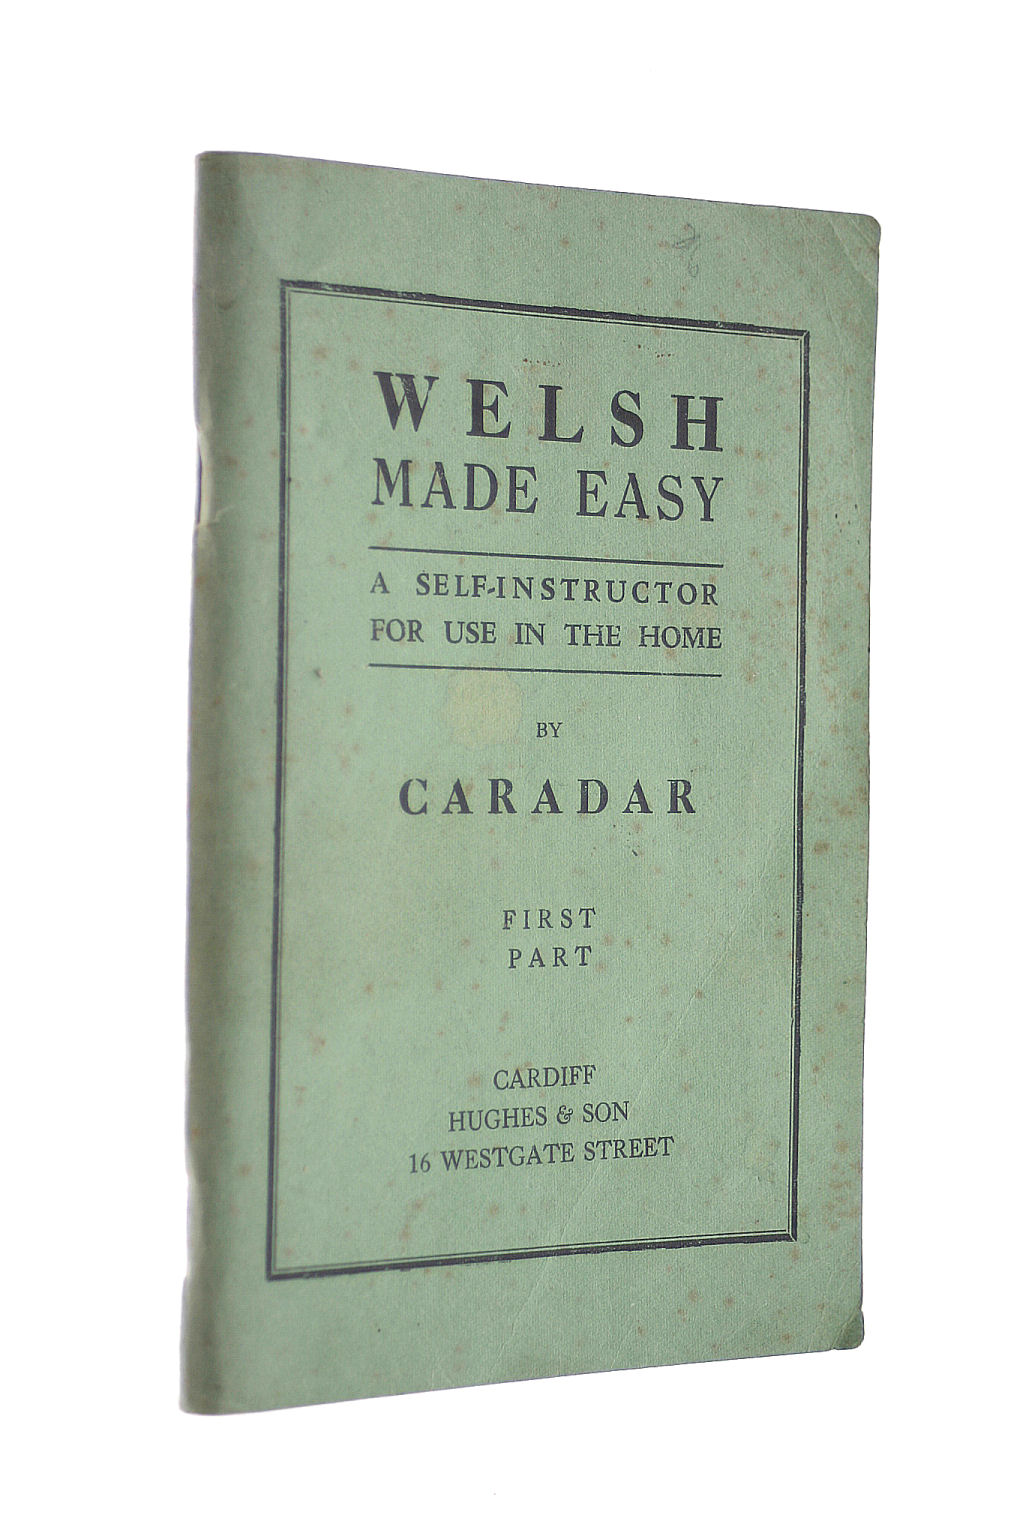 WELSH
MADE EASY
A SELF-INSTRUCTOR
FOR USE IN THE HOME
BY
CARADAR
FIRST
PART
CARDIFF
HUGHES & SON
16 WESTGATE STREET